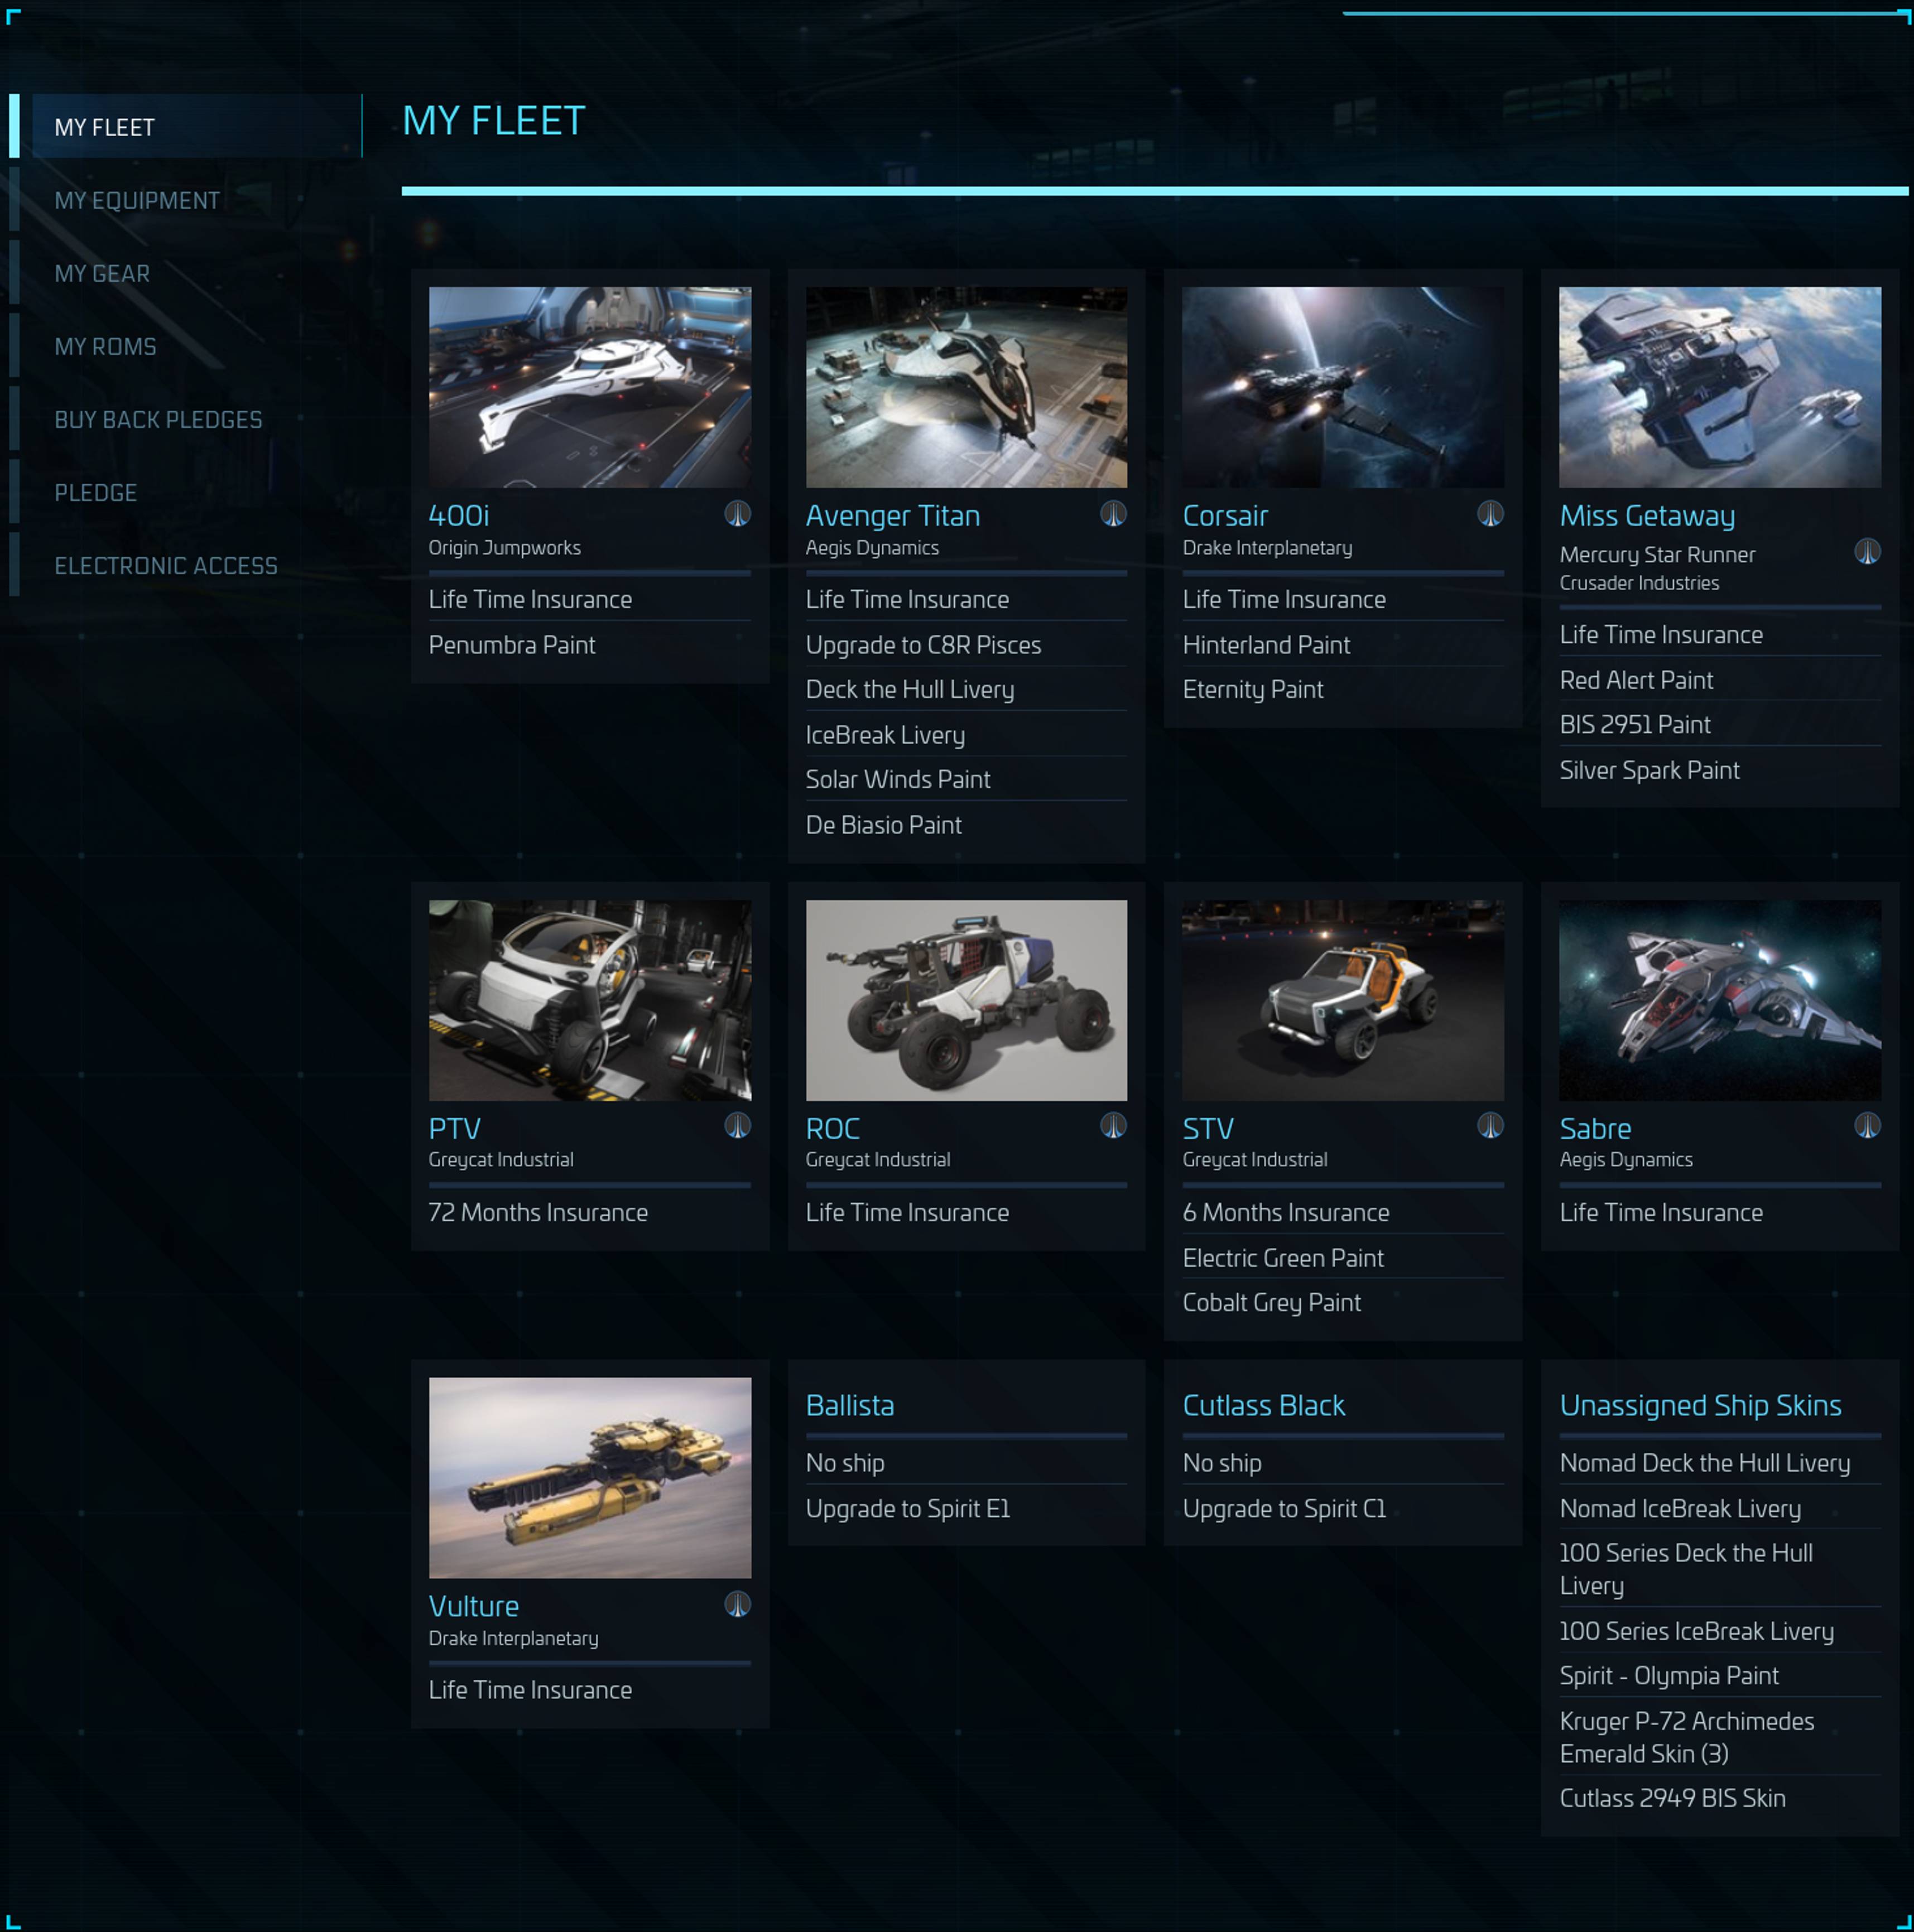 MY FLEET
MY EQUIPMENT
MY GEAR
MY ROMS
BUY BACK PLEDGES
PLEDGE
ELECTRONIC ACCESS
MY FLEET
400i
Origin Jumpworks
Life Time Insurance
Penumbra Paint
Avenger Titan
Aegis Dynamics
Life Time Insurance
Upgrade to C8R Pisces
Deck the Hull Livery
IceBreak Livery
Solar Winds Paint
De Biasio Paint
Corsair
Drake Interplanetary
Life Time Insurance
Hinterland Paint
Eternity Paint
Miss Getaway
Mercury Star Runner
Crusader Industries
Life Time Insurance
Red Alert Paint
BIS 2951 Paint
Silver Spark Paint
PTV
Greycat Industrial
72 Months Insurance
ROC
Greycat Industrial
Life Time Insurance
STV
Greycat Industrial
6 Months Insurance
Electric Green Paint
Cobalt Grey Paint
Sabre
Aegis Dynamics
Life Time Insurance
Vulture
Drake Interplanetary
Life Time Insurance
Ballista
No ship
Upgrade to Spirit E1
Cutlass Black
No ship
Upgrade to Spirit C1
Unassigned Ship Skins
Nomad Deck the Hull Livery
Nomad IceBreak Livery
100 Series Deck the Hull
Livery
100 Series IceBreak Livery
Spirit - Olympia Paint
Kruger P-72 Archimedes
Emerald Skin (3)
Cutlass 2949 BIS Skin